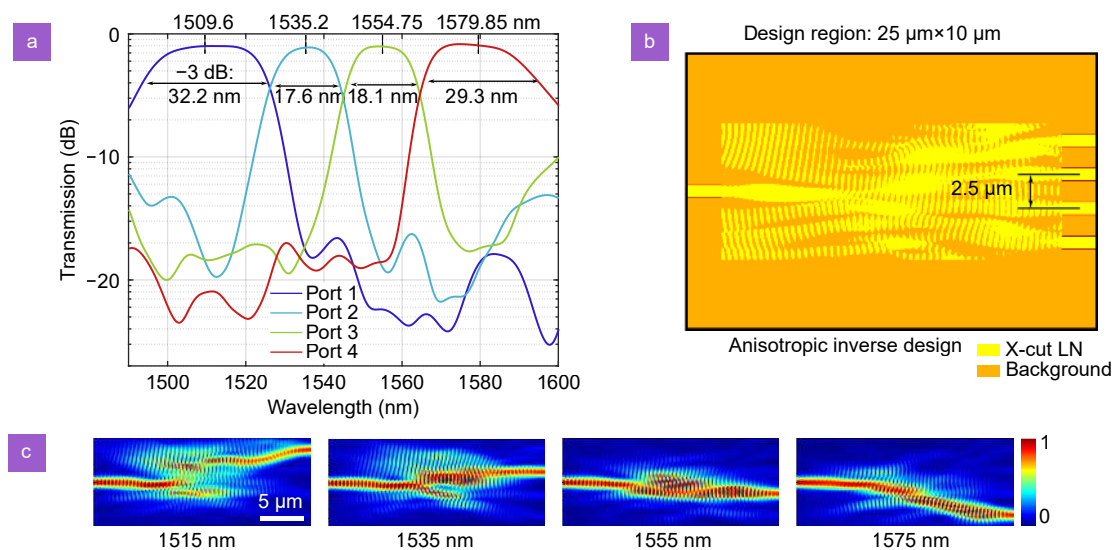 a
1509.6 1535.2 1554.75 1579.85 nm
0
−10
−20
Transmission (dB)
−3 dB:
32.2 nm 17.6 nm 18.1 nm 29.3 nm
Port 1
Port 2
Port 3
Port 4
1500 1520 1540 1560 1580 1600
Wavelength (nm)
b
Design region: 25 μm×10 μm
2.5 μm
Anisotropic inverse design
X-cut LN
Background
c
5 μm
1
0
1515 nm 1535 nm 1555 nm 1575 nm